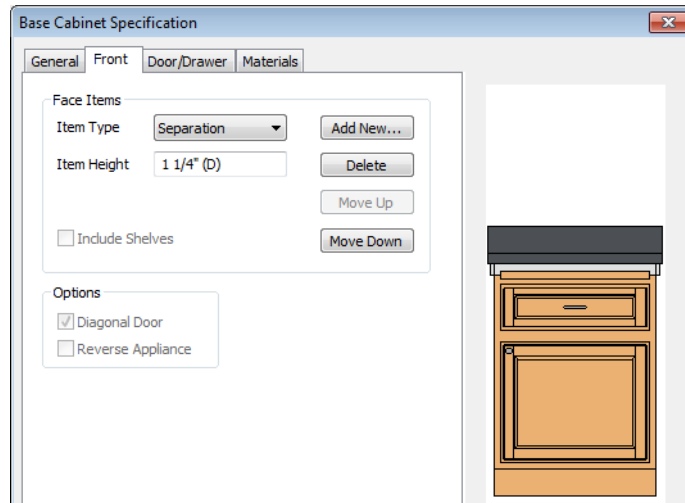 Base Cabinet Specification
General Front Door/Drawer Materials
Face Items
Item Type Separation Add New...
Item Height 1 1/4" (D) Delete
Move Up
Include Shelves Move Down
Options
Diagonal Door
Reverse Appliance